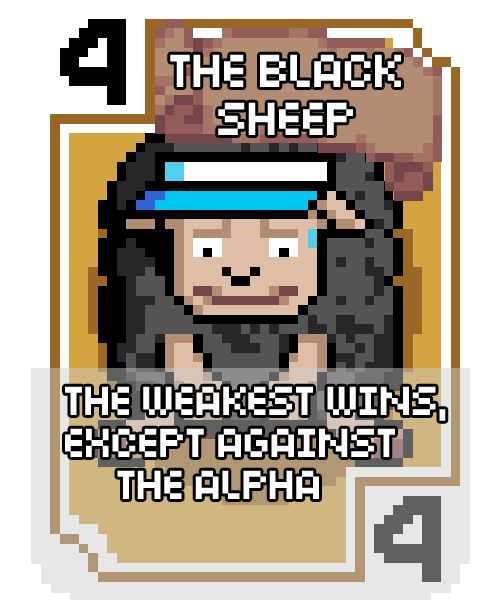 4
THE BLACK
SHEEP
THE WEAKEST WINS,
EXCEPT AGAINST
THE ALPHA
4